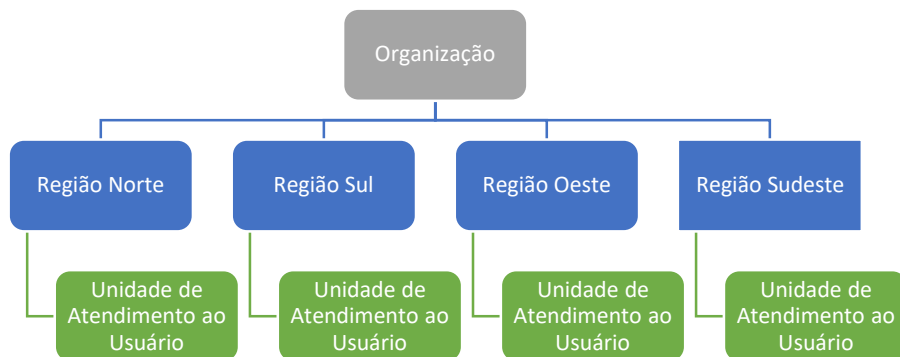 Organização
Região Norte
Região Sul
Região Oeste
Região Sudeste
Unidade de
Atendimento ao
Usuário
Unidade de
Atendimento ao
Usuário
Unidade de
Atendimento ao
Usuário
Unidade de
Atendimento ao
Usuário